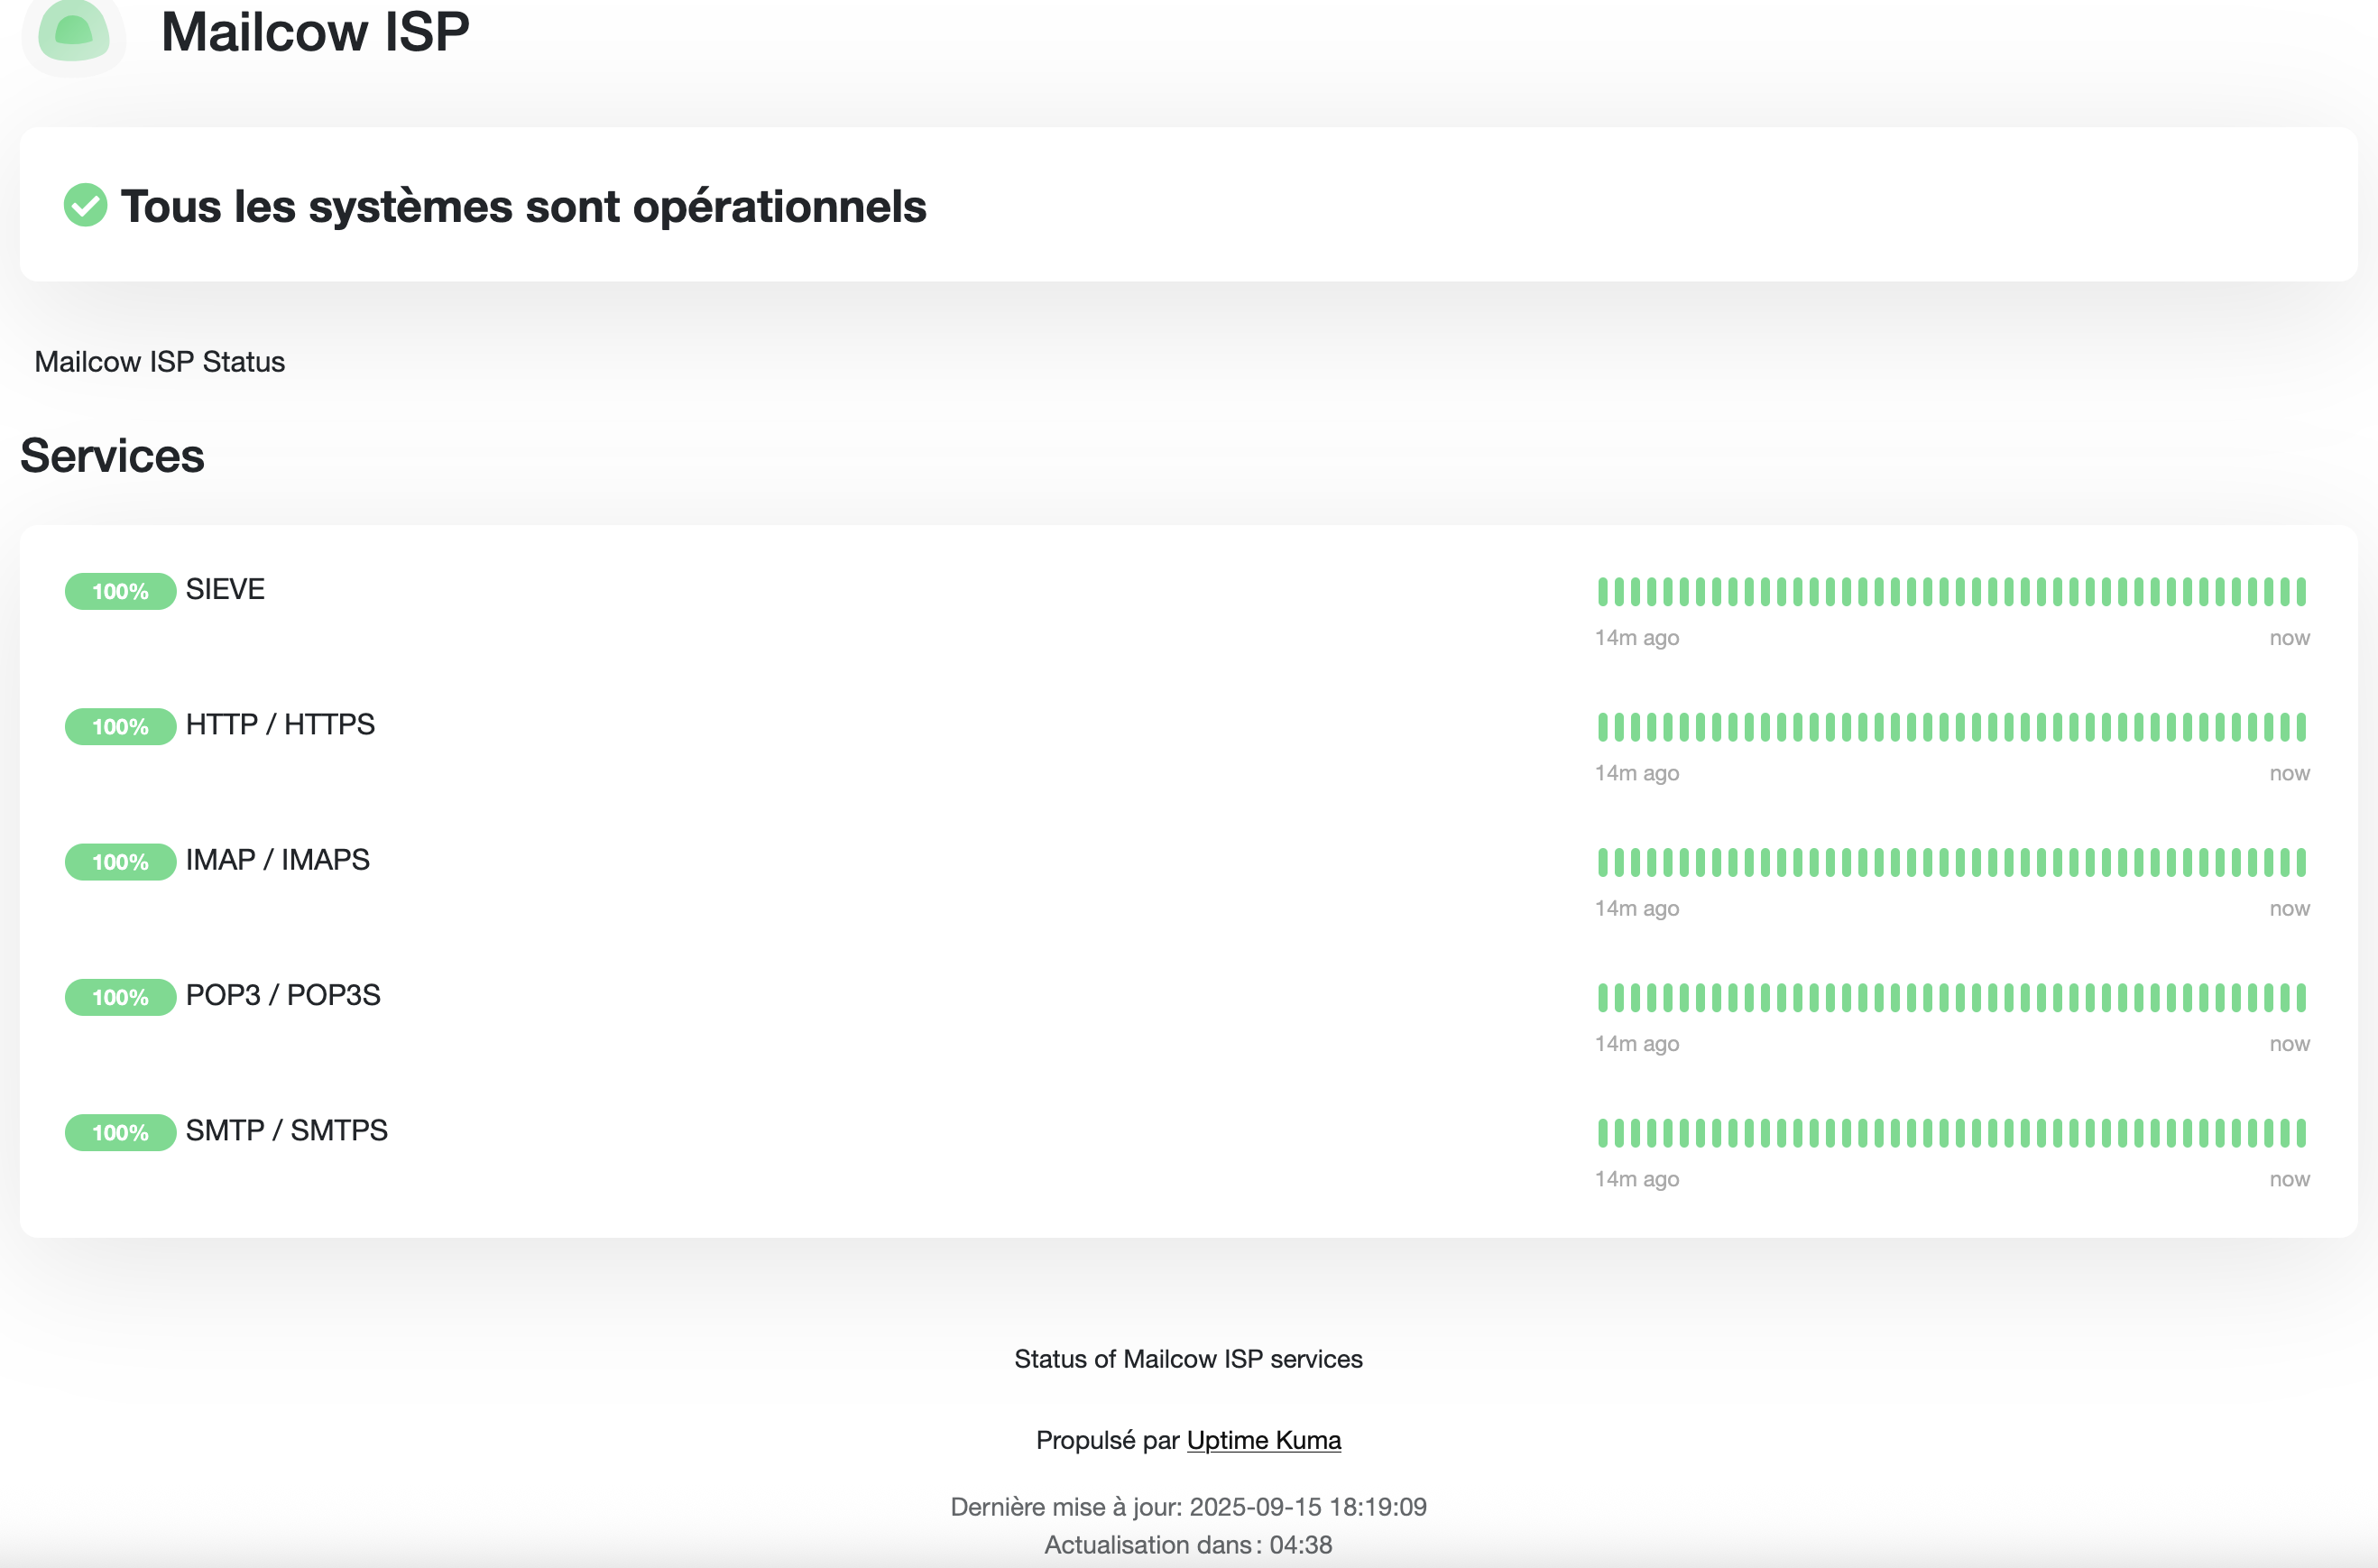 Mailcow ISP
Tous les systèmes sont opérationnels
Mailcow ISP Status
Services
100% SIEVE
14m ago now
100% HTTP / HTTPS
14m ago now
100% IMAP / IMAPS
14m ago now
100% POP3 / POP3S
14m ago now
100% SMTP / SMTPS
14m ago now
Status of Mailcow ISP services
Propulsé par Uptime Kuma
Dernière mise à jour: 2025-09-15 18:19:09
Actualisation dans : 04:38